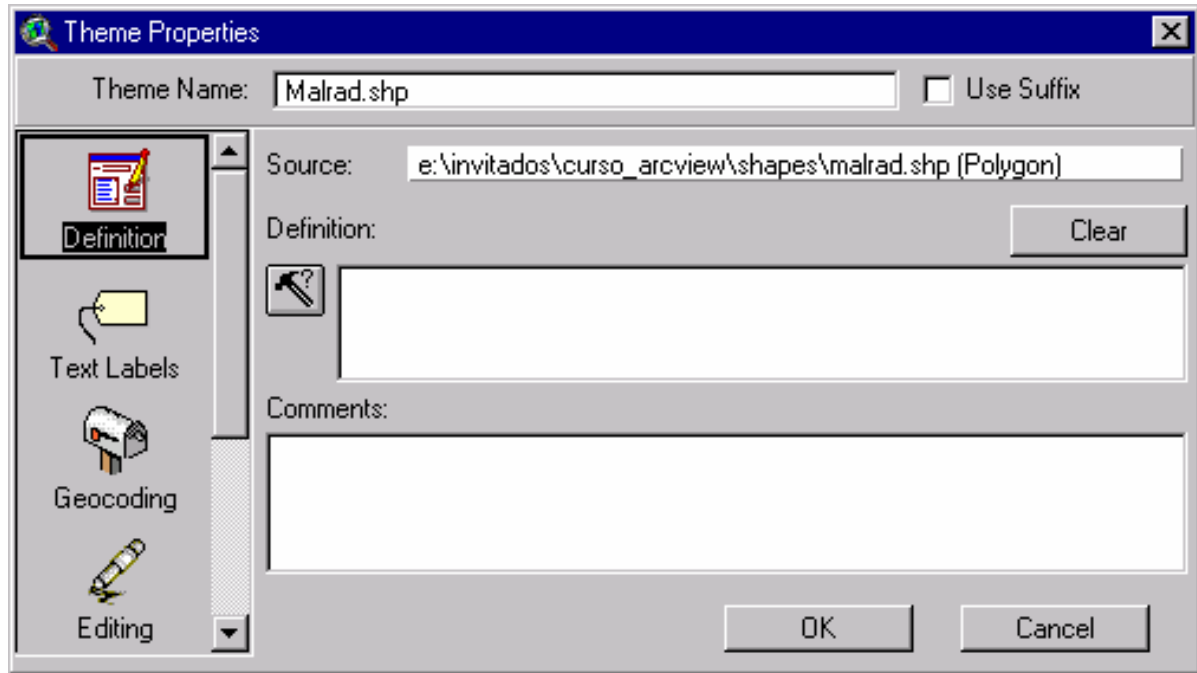 Theme Properties
Theme Name: Malrad.shp Use Suffix
Definition
Text Labels
Geocoding
Editing
Source: e:\invitados\curso_arcview\shapes\malrad.shp (Polygon)
Definition: Clear
?
Comments:
OK Cancel